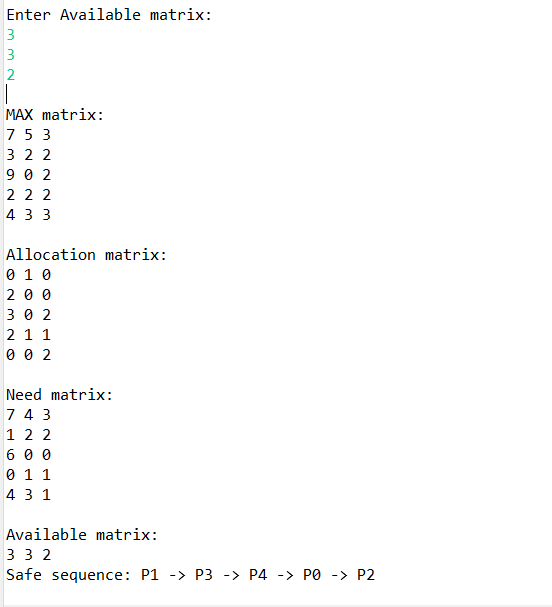 Enter Available matrix:
3
3
2
MAX matrix:
7 5 3
3 2 2
9 0 2
2 2 2
4 3 3
Allocation matrix:
0 1 0
2 0 0
3 0 2
2 1 1
0 0 2
Need matrix:
7 4 3
1 2 2
6 0 0
0 1 1
4 3 1
Available matrix:
3 3 2
Safe sequence: P1 -> P3 -> P4 -> P0 -> P2